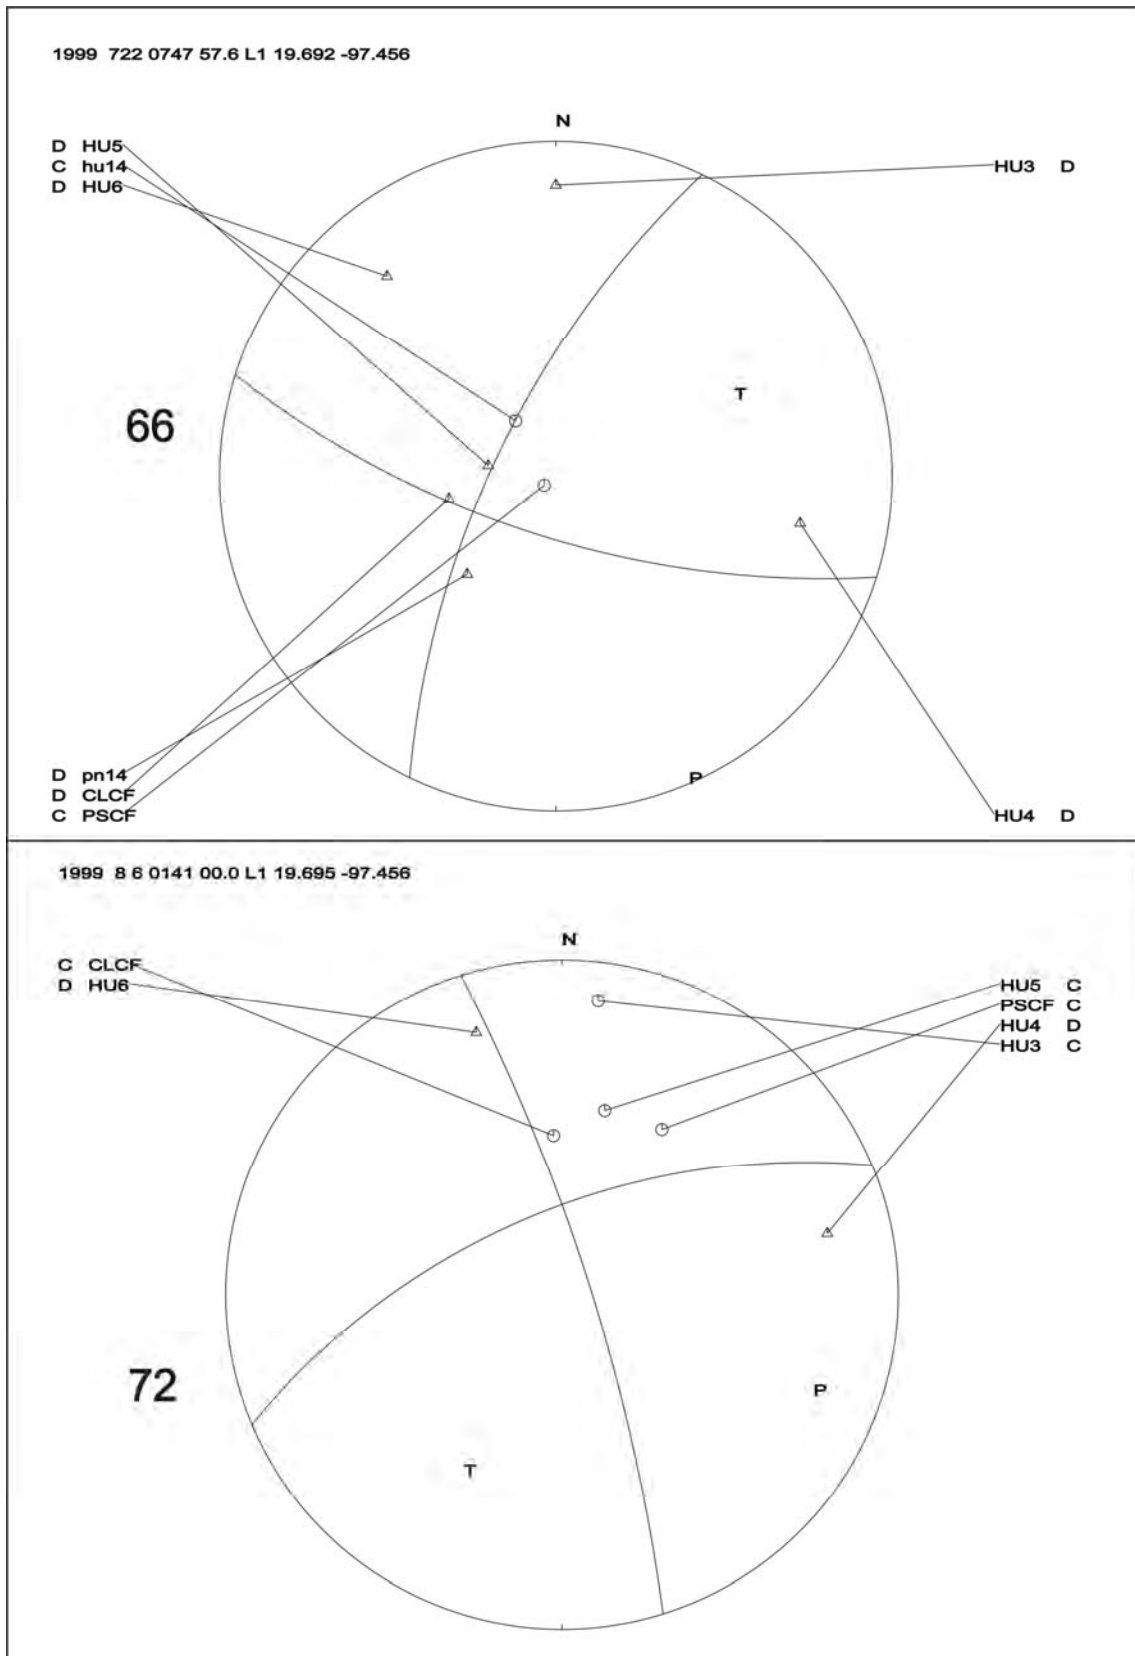 1999 722 0747 57.6 L1 19.692 -97.456
N
D HU5
C hu14
D HU6
HU3 D
T
66
D pn14
D CLCF
C PSCF
P
HU4 D
1999 8 6 0141 00.0 L1 19.695 -97.456
N
C CLCF
D HU6
HU5 C
PSCF C
HU4 D
HU3 C
72
P
T